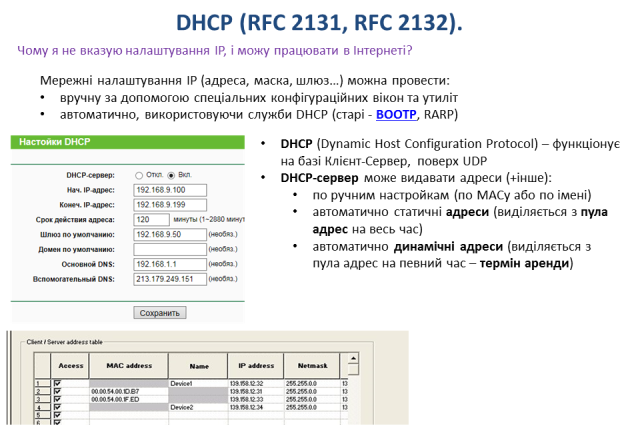 DHCP (RFC 2131, RFC 2132).
Чому я не вказую налаштування IP, і можу працювати в Інтернеті?
Мережні налаштування IP (адреса, маска, шлюз...) можна провести:
• вручну за допомогою спеціальних конфігураційних вікон та утиліт
• автоматично, використовуючи служби DHCP (старі - BOOTP, RARP)
Настойки DHCP
DHCP-сервер: Откл. Вкл.
Нач. IP-адрес: 192.168.9.100
Конеч. IP-адрес: 192.168.9.199
Срок действия адреса: 120 минуты (1~2880 минут
Шлюз по умолчанию: 192.168.9.50 (необяз.)
Домен по умолчанию: (необяз.)
Основной DNS: 192.168.1.1 (необяз.)
Вспомогательный DNS: 213.179.249.151 (необяз.)
Сохранить
• DHCP (Dynamic Host Configuration Protocol) – функціонує
на базі Клієнт-Сервер, поверх UDP
• DHCP-сервер може видавати адреси (+інше):
• по ручним настройкам (по MACу або по імені)
• автоматично статичні адреси (виділяється з пула
адрес на весь час)
• автоматично динамічні адреси (виділяється з
пула адрес на певний час – термін аренди)
Client / Server address table
Access MAC address Name IP address Netmask
1 Device1 139.158.12.32 255.255.0.0 13
2 00.00.54.00.1D.B7 139.158.12.31 255.255.0.0 13
3 00.00.54.00.1F.ED 139.158.12.33 255.255.0.0 13
4 Device2 139.158.12.34 255.255.0.0 13
5
6